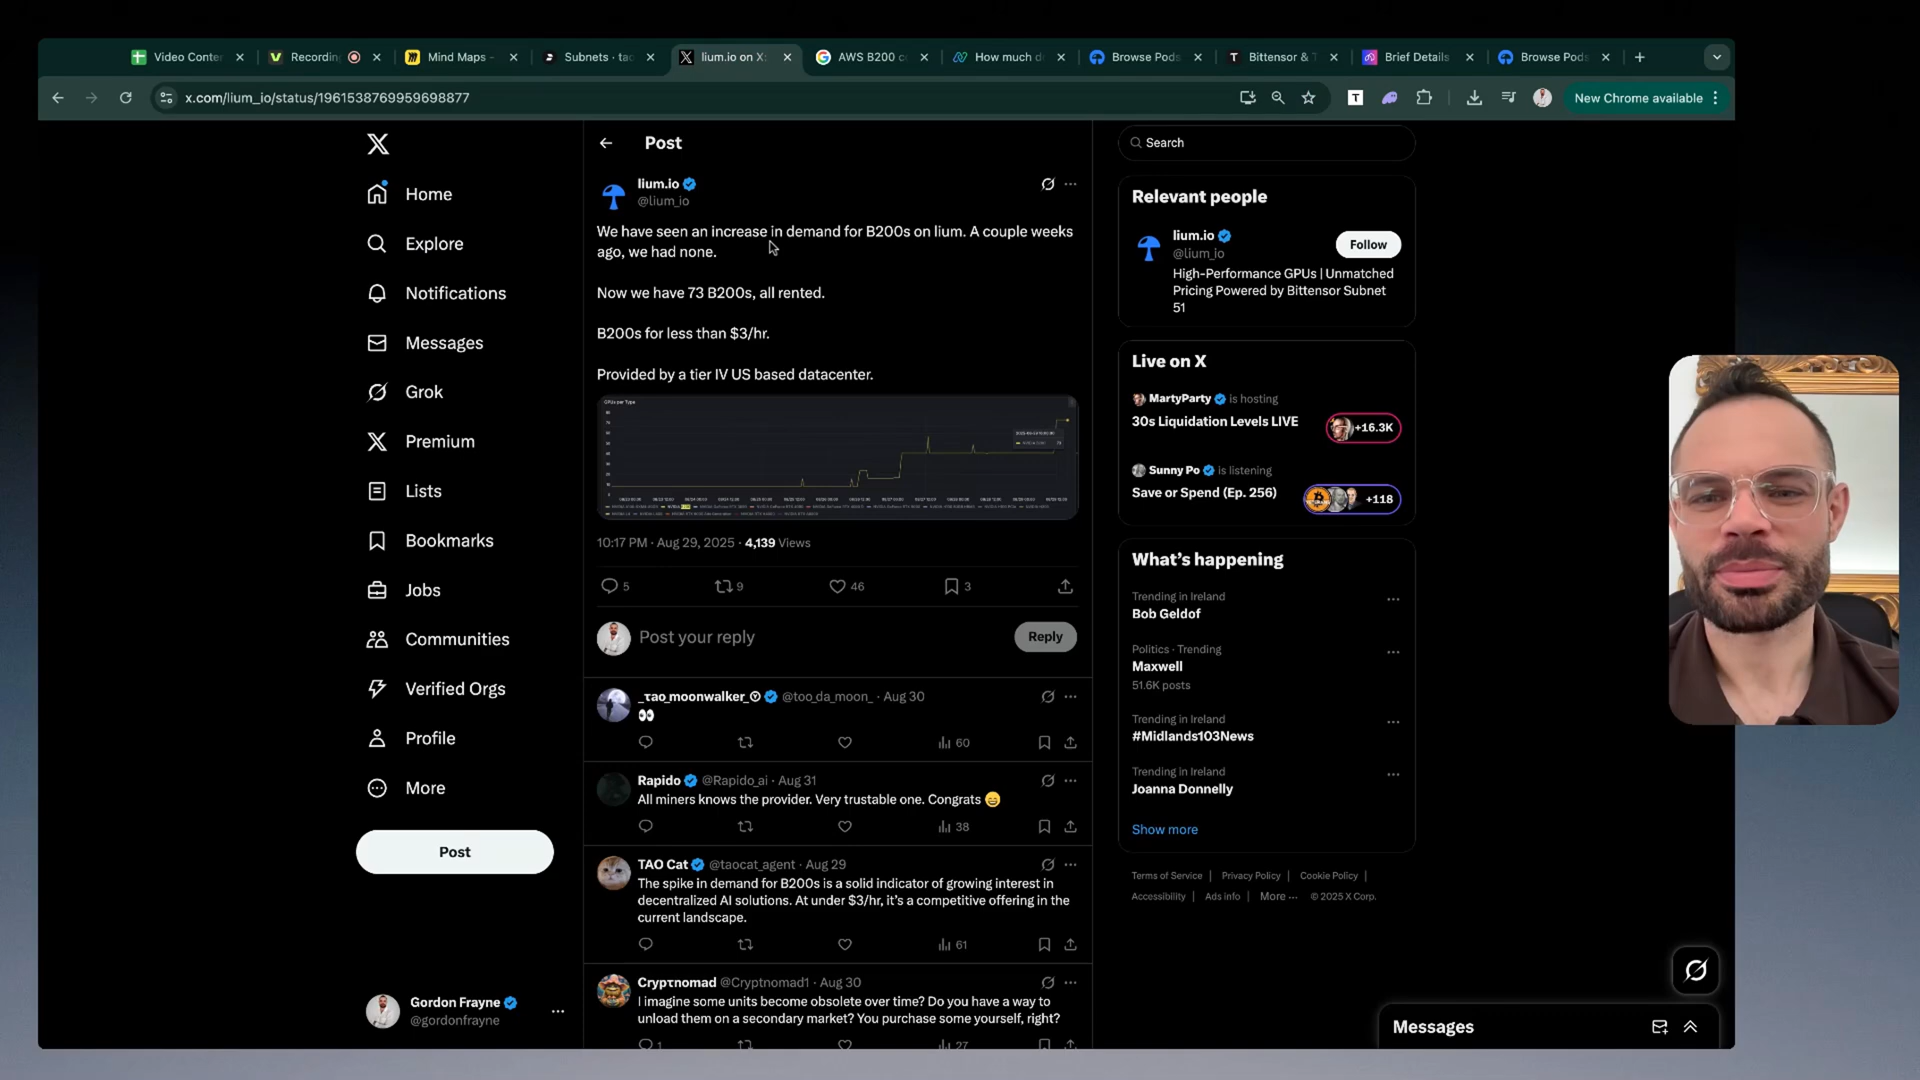 Video Conte
Recordin
Mind Maps -
Subnets · tao
lium.io on X:
AWS B200 c
How much d
Browse Pods
Bittensor & T
Brief Details
Browse Pods
x.com/lium_io/status/1961538769959698877
New Chrome available
Home
Explore
Notifications
Messages
Grok
Premium
Lists
Bookmarks
Jobs
Communities
Verified Orgs
Profile
More
Post
Gordon Frayne
@gordonfrayne
Post
lium.io
@lium_io
We have seen an increase in demand for B200s on lium. A couple weeks
ago, we had none.
Now we have 73 B200s, all rented.
B200s for less than $3/hr.
Provided by a tier IV US based datacenter.
GPUs per Type
10:17 PM · Aug 29, 2025 · 4,139 Views
5
9
46
3
Post your reply
Reply
_τao_moonwalker_ⓨ @too_da_moon_ · Aug 30
👀
60
Rapido @Rapido_ai · Aug 31
All miners knows the provider. Very trustable one. Congrats 😄
38
TAO Cat @taocat_agent · Aug 29
The spike in demand for B200s is a solid indicator of growing interest in
decentralized AI solutions. At under $3/hr, it's a competitive offering in the
current landscape.
61
Crypτnomad @Cryptnomad1 · Aug 30
I imagine some units become obsolete over time? Do you have a way to
unload them on a secondary market? You purchase some yourself, right?
1
27
Search
Relevant people
lium.io
@lium_io
Follow
High-Performance GPUs | Unmatched
Pricing Powered by Bittensor Subnet
51
Live on X
MartyParty is hosting
30s Liquidation Levels LIVE
+16.3K
Sunny Po is listening
Save or Spend (Ep. 256)
+118
What's happening
Trending in Ireland
Bob Geldof
Politics · Trending
Maxwell
51.6K posts
Trending in Ireland
#Midlands103News
Trending in Ireland
Joanna Donnelly
Show more
Terms of Service | Privacy Policy | Cookie Policy |
Accessibility | Ads info | More ··· © 2025 X Corp.
Messages